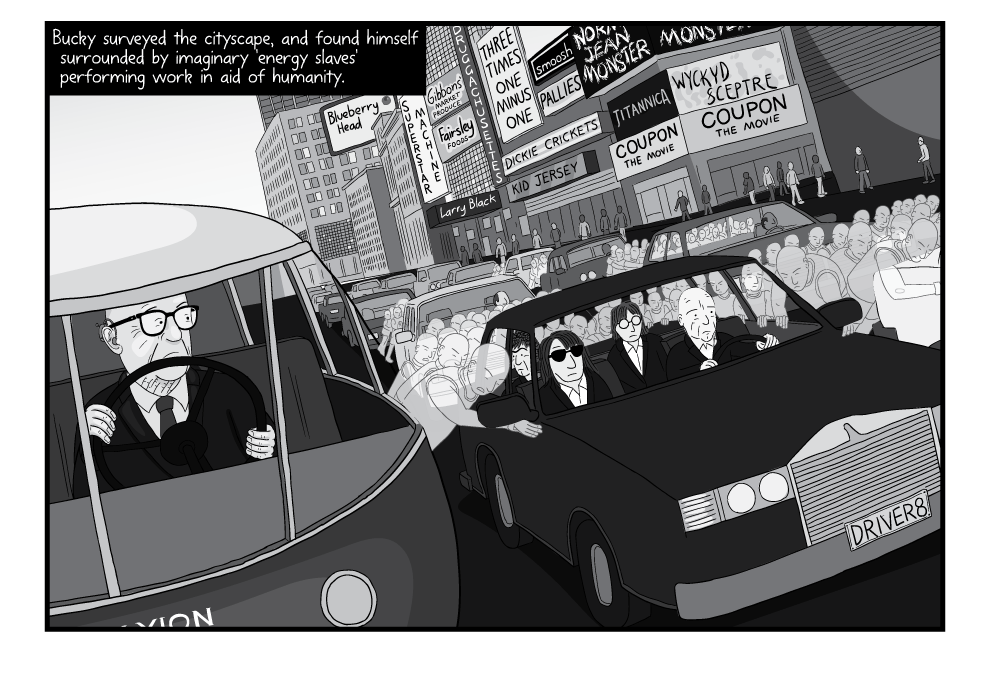 Bucky surveyed the cityscape, and found himself
surrounded by imaginary 'energy slaves'
performing work in aid of humanity.
Blueberry
Head
SUPERSTAR
MACHINE
Gibbons
MARKET
PRODUCE
Fairsley
FOODS
DRUGGACHUSETTES
THREE
TIMES
ONE
MINUS
ONE
smoosh
PALLIES
NORMA
JEAN
MONSTER
MONSTER
TITANNICA
WYCKYD
SCEPTRE
COUPON
THE MOVIE
COUPON
THE MOVIE
DICKIE CRICKETS
KID JERSEY
Larry Black
DRIVER8